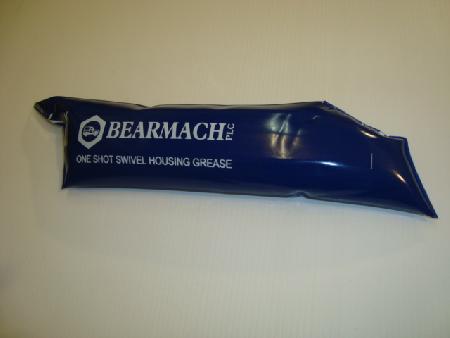 BEARMACH PLC
ONE SHOT SWIVEL HOUSING GREASE